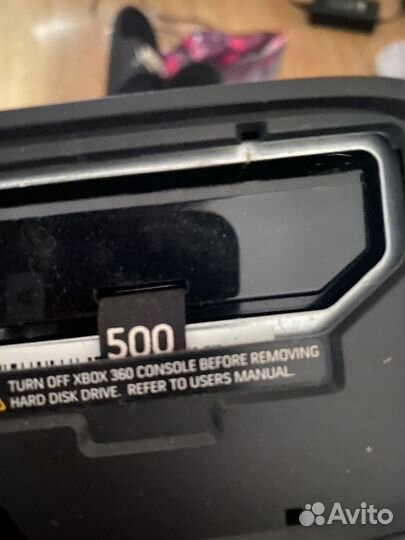 500
TURN OFF XBOX 360 CONSOLE BEFORE REMOVING
HARD DISK DRIVE. REFER TO USERS MANUAL.
Avito